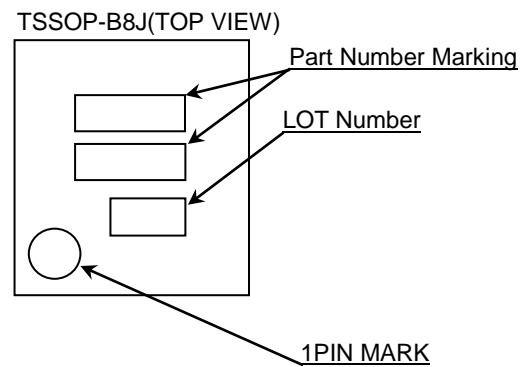 TSSOP-B8J(TOP VIEW)
Part Number Marking
LOT Number
1PIN MARK